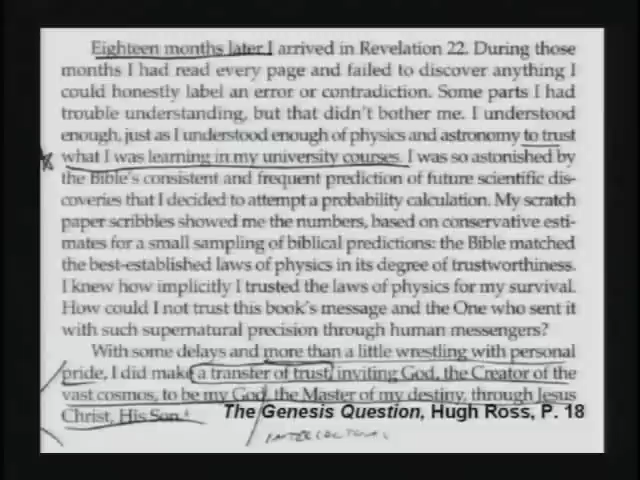 Eighteen months later I arrived in Revelation 22. During those
months I had read every page and failed to discover anything I
could honestly label an error or contradiction. Some parts I had
trouble understanding, but that didn't bother me. I understood
enough, just as I understood enough of physics and astronomy to trust
what I was learning in my university courses. I was so astonished by
the Bible's consistent and frequent prediction of future scientific dis-
coveries that I decided to attempt a probability calculation. My scratch
paper scribbles showed me the numbers, based on conservative esti-
mates for a small sampling of biblical predictions: the Bible matched
the best-established laws of physics in its degree of trustworthiness.
I knew how implicitly I trusted the laws of physics for my survival.
How could I not trust this book's message and the One who sent it
with such supernatural precision through human messengers?
With some delays and more than a little wrestling with personal
pride, I did make a transfer of trust, inviting God, the Creator of the
vast cosmos, to be my God, the Master of my destiny, through Jesus
Christ, His Son.
The Genesis Question, Hugh Ross, P. 18